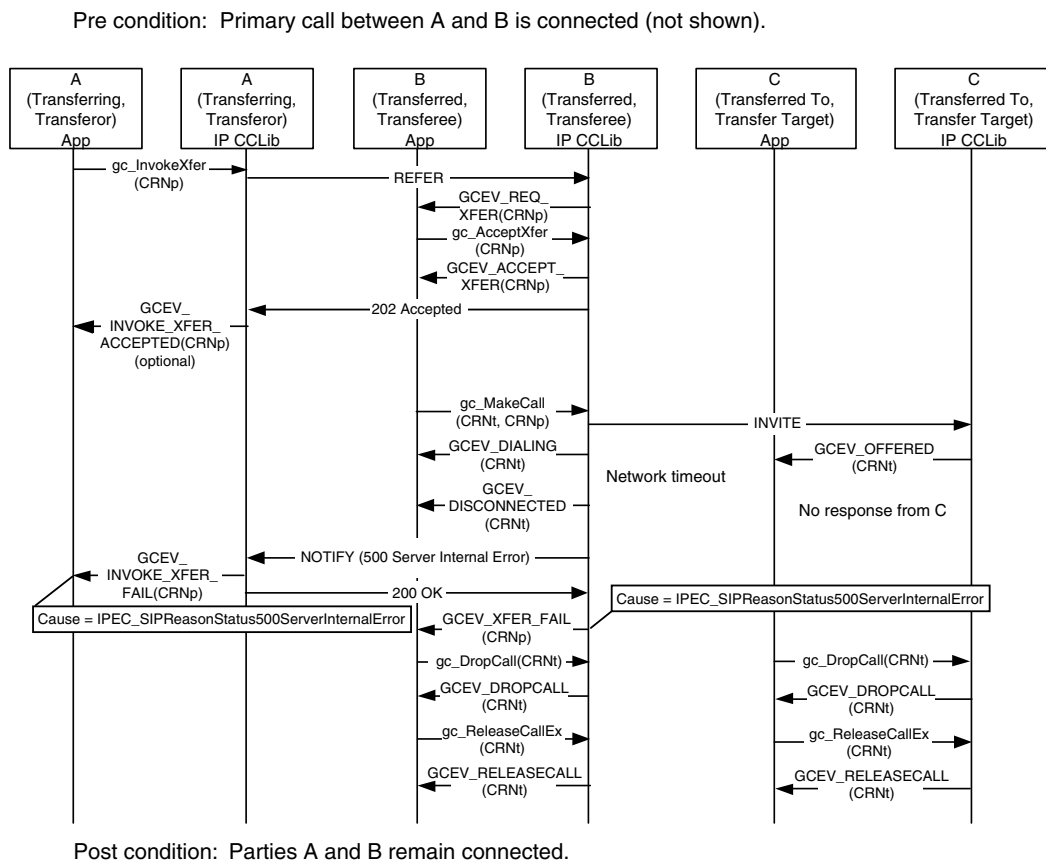 Pre condition: Primary call between A and B is connected (not shown).
A
(Transferring,
Transferor)
App
A
(Transferring,
Transferor)
IP CCLib
B
(Transferred,
Transferee)
App
B
(Transferred,
Transferee)
IP CCLib
C
(Transferred To,
Transfer Target)
App
C
(Transferred To,
Transfer Target)
IP CCLib
gc_InvokeXfer
(CRNp)
REFER
GCEV_REQ_
XFER(CRNp)
gc_AcceptXfer
(CRNp)
GCEV_ACCEPT_
XFER(CRNp)
202 Accepted
GCEV_
INVOKE_XFER_
ACCEPTED(CRNp)
(optional)
gc_MakeCall
(CRNt, CRNp)
INVITE
GCEV_DIALING
(CRNt)
GCEV_OFFERED
(CRNt)
Network timeout
GCEV_
DISCONNECTED
(CRNt)
No response from C
NOTIFY (500 Server Internal Error)
GCEV_
INVOKE_XFER_
FAIL(CRNp)
200 OK
Cause = IPEC_SIPReasonStatus500ServerInternalError
Cause = IPEC_SIPReasonStatus500ServerInternalError
GCEV_XFER_FAIL
(CRNp)
gc_DropCall(CRNt)
gc_DropCall(CRNt)
GCEV_DROPCALL
(CRNt)
GCEV_DROPCALL
(CRNt)
gc_ReleaseCallEx
(CRNt)
gc_ReleaseCallEx
(CRNt)
GCEV_RELEASECALL
(CRNt)
GCEV_RELEASECALL
(CRNt)
Post condition: Parties A and B remain connected.